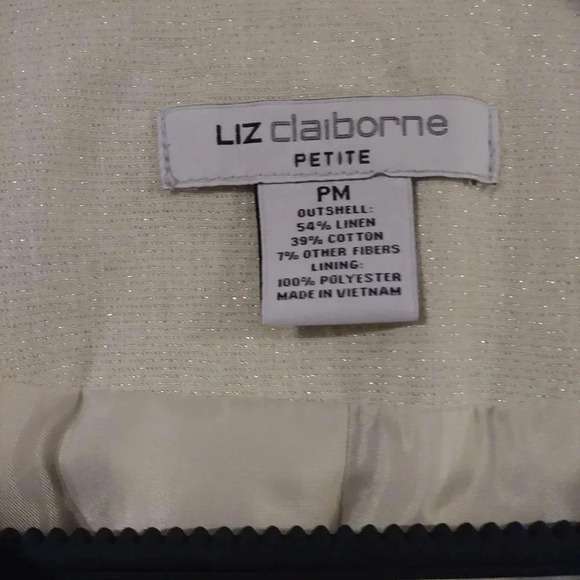 LIZ claiborne
PETITE
PM
OUTSHELL:
54% LINEN
39% COTTON
7% OTHER FIBERS
LINING:
100% POLYESTER
MADE IN VIETNAM